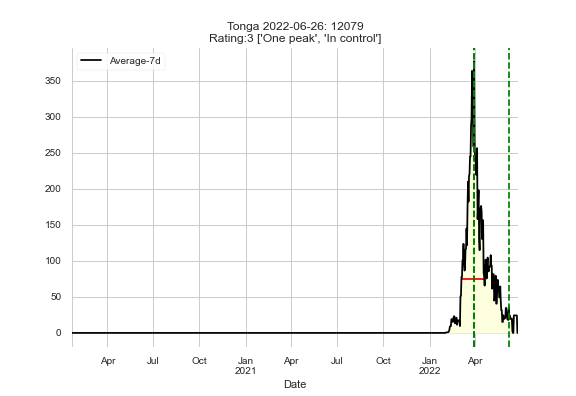 Tonga 2022-06-26: 12079
Rating:3 ['One peak', 'In control']
Average-7d
350
300
250
200
150
100
50
0
Apr Jul Oct Jan Apr Jul Oct Jan Apr
2021 2022
Date